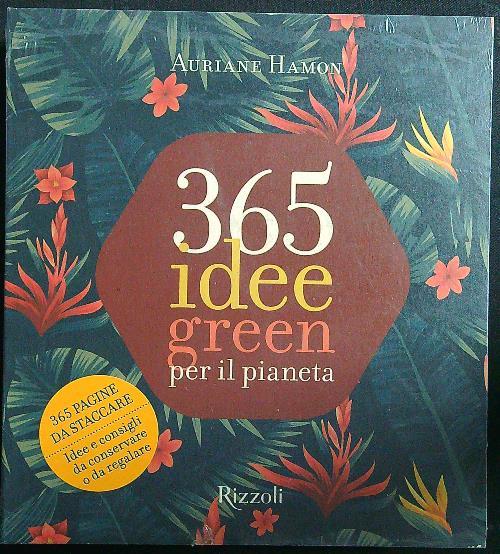 AURIANE HAMON
365
idee
green
per il pianeta
365 PAGINE
DA STACCARE
Idee e consigli
da conservare
o da regalare
Rizzoli